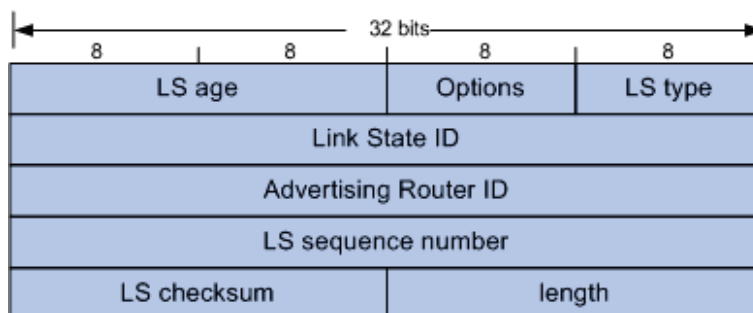 32 bits
8 8 8 8
LS age Options LS type
Link State ID
Advertising Router ID
LS sequence number
LS checksum length